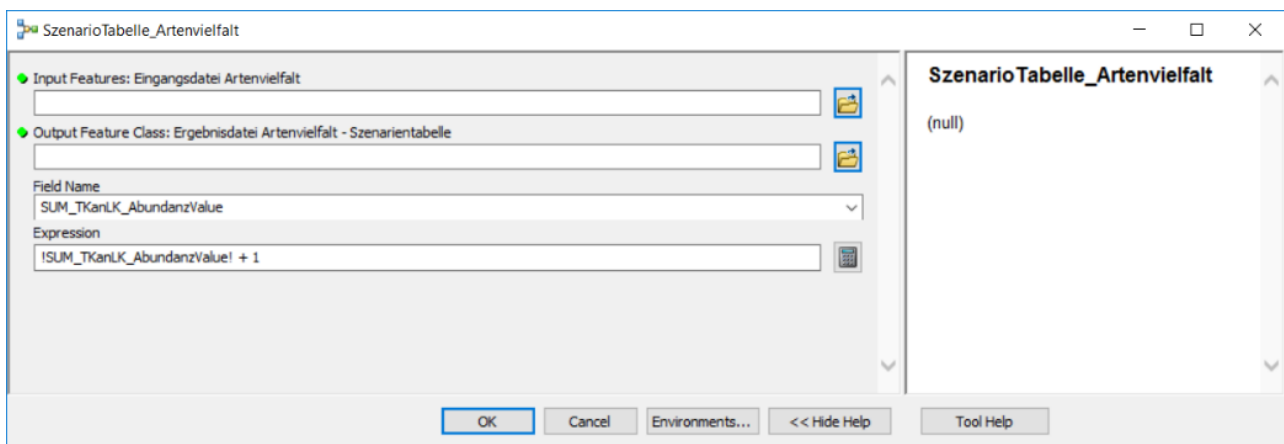 SzenarioTabelle_Artenvielfalt
Input Features: Eingangsdatei Artenvielfalt
Output Feature Class: Ergebnisdatei Artenvielfalt - Szenarientabelle
Field Name
SUM_TKanLK_AbundanzValue
Expression
!SUM_TKanLK_AbundanzValue! + 1
SzenarioTabelle_Artenvielfalt
(null)
OK
Cancel
Environments...
<< Hide Help
Tool Help